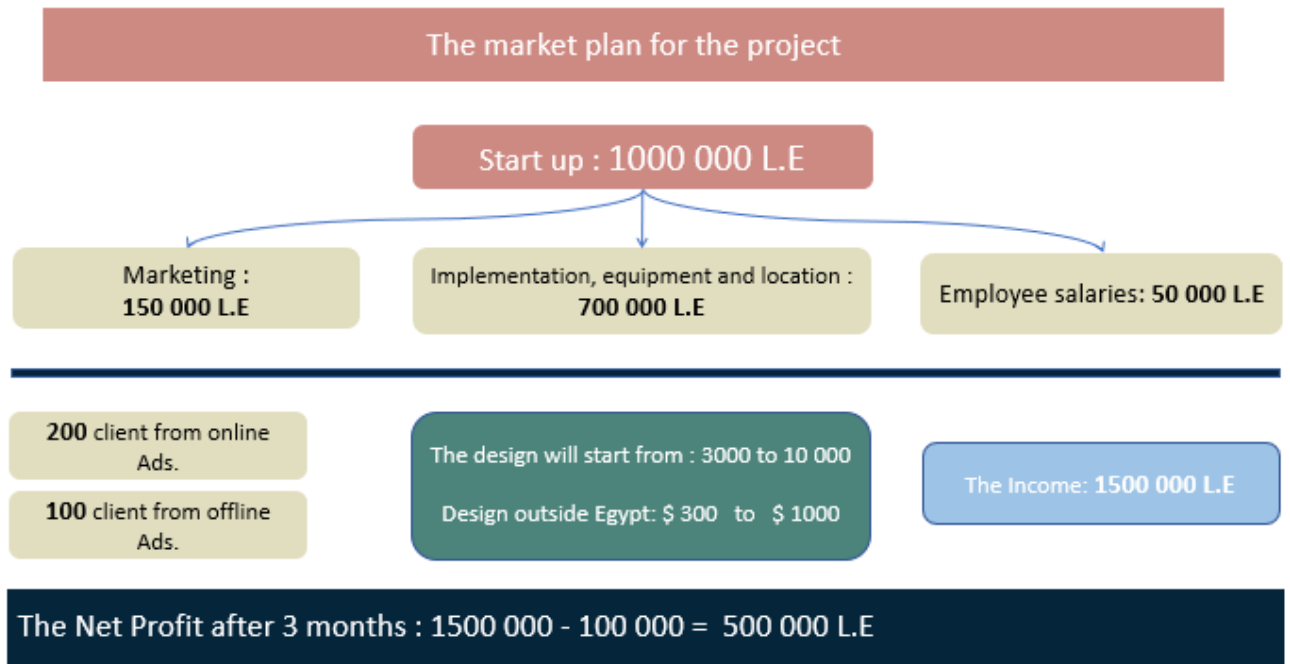 The market plan for the project
Start up : 1000 000 L.E
Marketing :
150 000 L.E
Implementation, equipment and location :
700 000 L.E
Employee salaries: 50 000 L.E
200 client from online
Ads.
100 client from offline
Ads.
The design will start from : 3000 to 10 000
Design outside Egypt: $ 300 to $ 1000
The Income: 1500 000 L.E
The Net Profit after 3 months : 1500 000 - 100 000 = 500 000 L.E